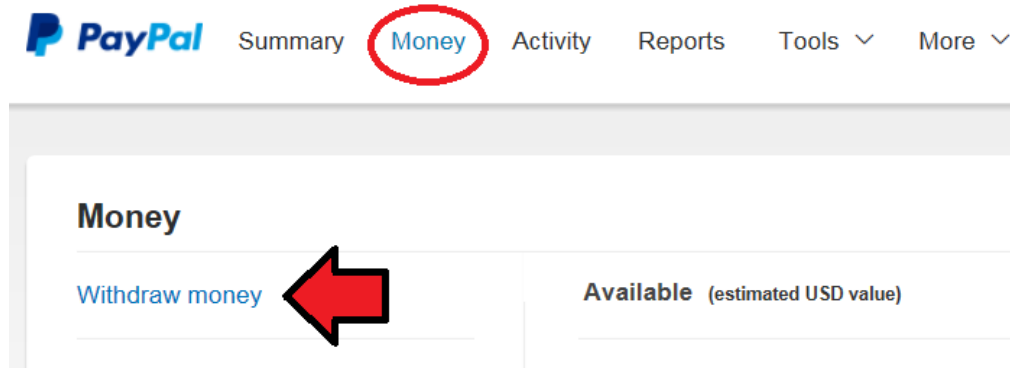 PayPal Summary Money Activity Reports Tools More
Money
Withdraw money
Available (estimated USD value)